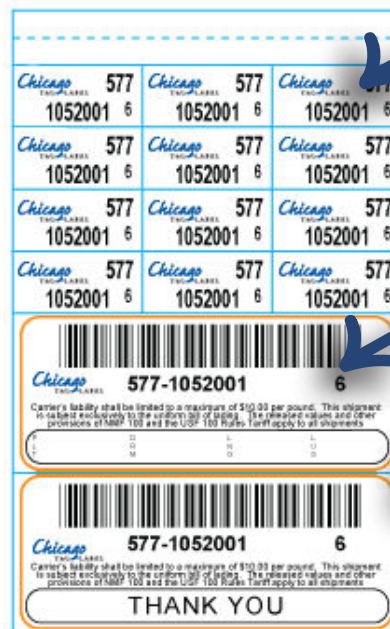 Chicago 577 Chicago 577 Chicago 577
TAG & LABEL TAG & LABEL TAG & LABEL
1052001 6 1052001 6 1052001 6
Chicago 577 Chicago 577 Chicago 577
TAG & LABEL TAG & LABEL TAG & LABEL
1052001 6 1052001 6 1052001 6
Chicago 577 Chicago 577 Chicago 577
TAG & LABEL TAG & LABEL TAG & LABEL
1052001 6 1052001 6 1052001 6
Chicago 577 Chicago 577 Chicago 577
TAG & LABEL TAG & LABEL TAG & LABEL
1052001 6 1052001 6 1052001 6
Chicago 577-1052001 6
TAG & LABEL
Carrier's liability shall be limited to a maximum of $10.00 per pound. This shipment
is subject exclusively to the uniform bill of lading. The released values and other
provisions of NMF 100 and the USF 100 Rules Tariff apply to all shipments
Chicago 577-1052001 6
TAG & LABEL
Carrier's liability shall be limited to a maximum of $10.00 per pound. This shipment
is subject exclusively to the uniform bill of lading. The released values and other
provisions of NMF 100 and the USF 100 Rules Tariff apply to all shipments
THANK YOU